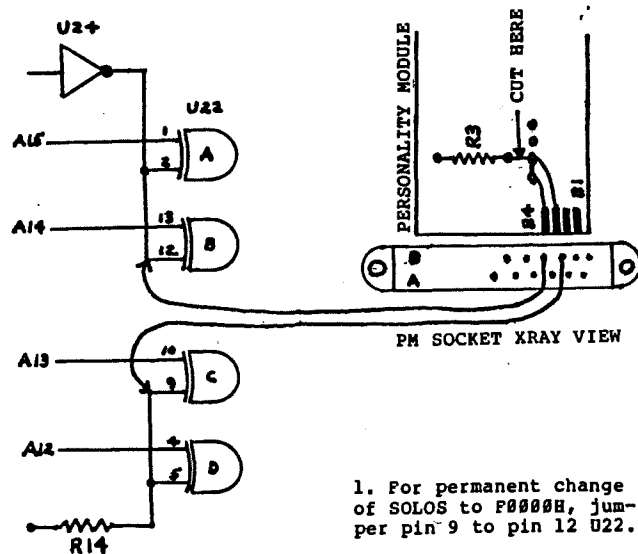 U24
U22
A15
1
A
2
A14
13
B
12
A13
10
C
9
A12
4
D
5
R14
PERSONALITY MODULE
CUT HERE
R3
B4
B1
B
A
PM SOCKET XRAY VIEW
1. For permanent change
of SOLOS to F0000H, jum-
per pin 9 to pin 12 U22.